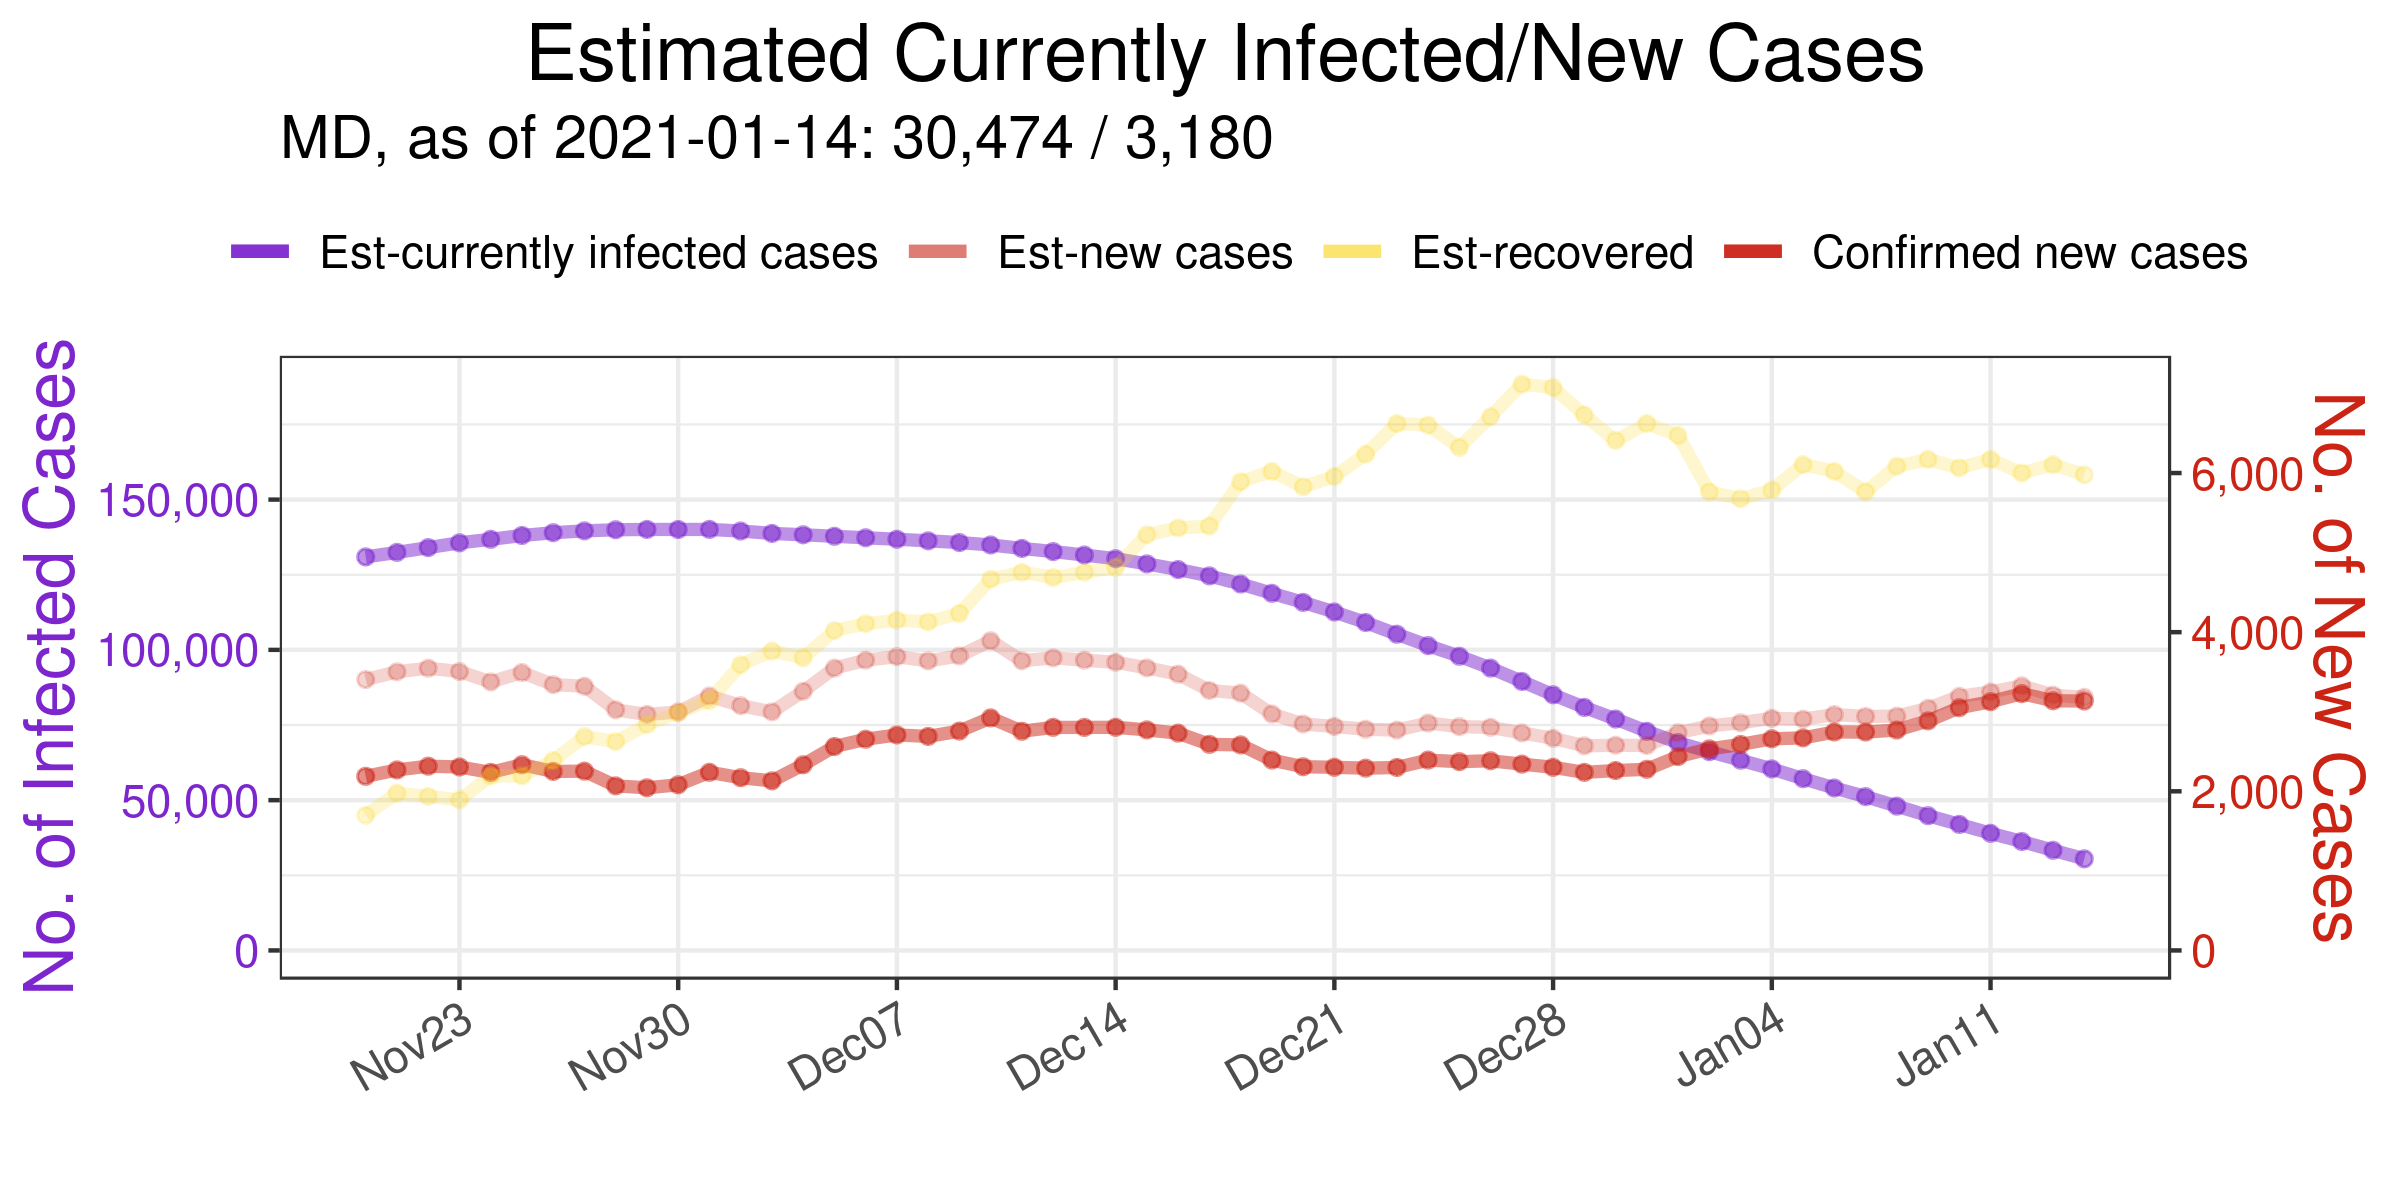 Estimated Currently Infected/New Cases
MD, as of 2021-01-14: 30,474 / 3,180
Est-currently infected cases Est-new cases Est-recovered Confirmed new cases
No. of Infected Cases
150,000
100,000
50,000
0
6,000
4,000
2,000
0
No. of New Cases
Nov23 Nov30 Dec07 Dec14 Dec21 Dec28 Jan04 Jan11